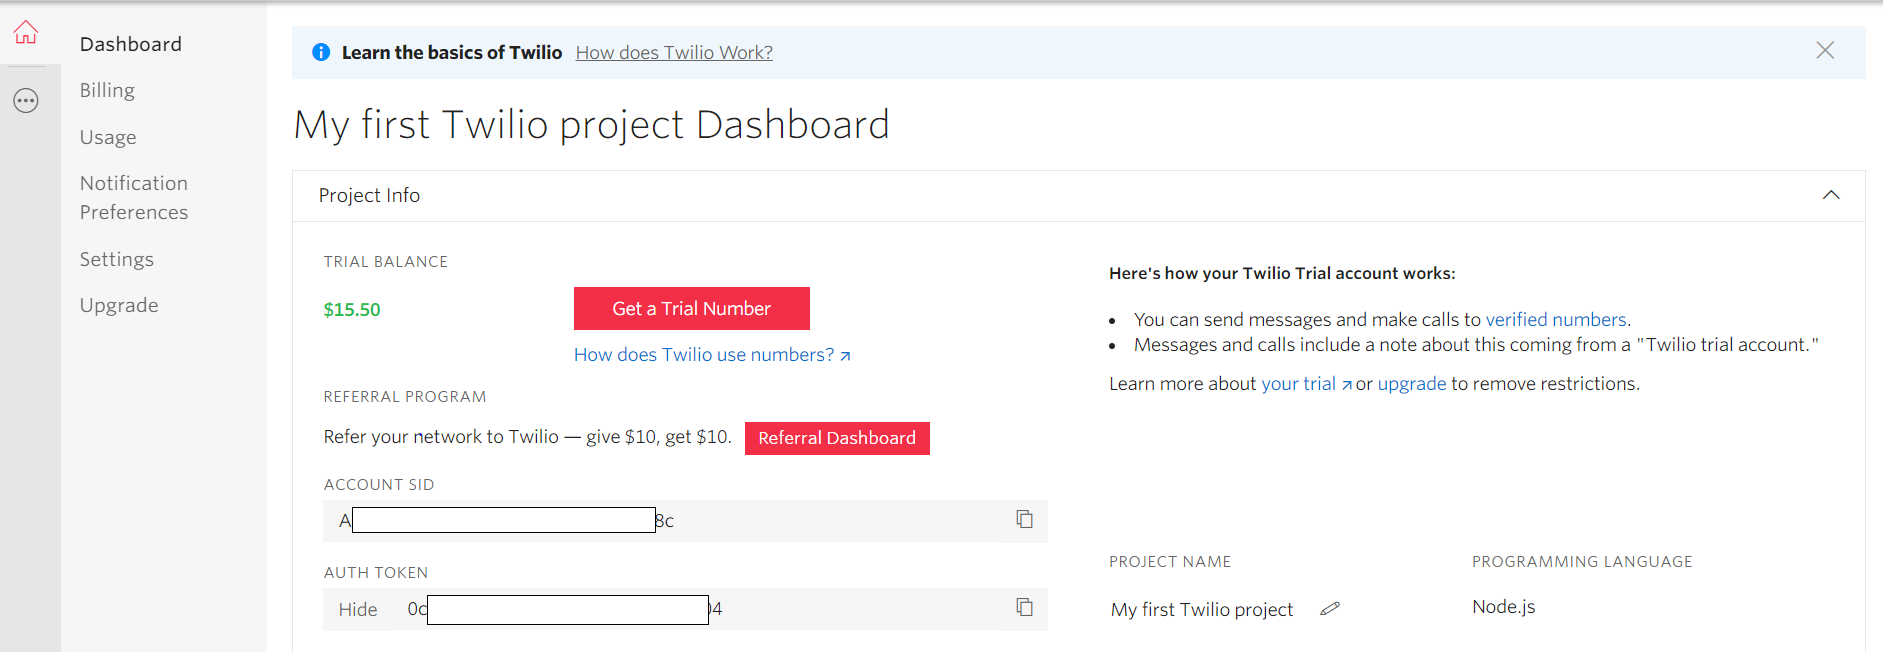 Dashboard
Billing
Usage
Notification
Preferences
Settings
Upgrade
Learn the basics of Twilio How does Twilio Work?
My first Twilio project Dashboard
Project Info
TRIAL BALANCE
$15.50
Get a Trial Number
How does Twilio use numbers?
REFERRAL PROGRAM
Refer your network to Twilio — give $10, get $10. Referral Dashboard
ACCOUNT SID
A 8c
AUTH TOKEN
Hide 0c 04
Here's how your Twilio Trial account works:
You can send messages and make calls to verified numbers.
Messages and calls include a note about this coming from a "Twilio trial account."
Learn more about your trial or upgrade to remove restrictions.
PROJECT NAME
My first Twilio project
PROGRAMMING LANGUAGE
Node.js